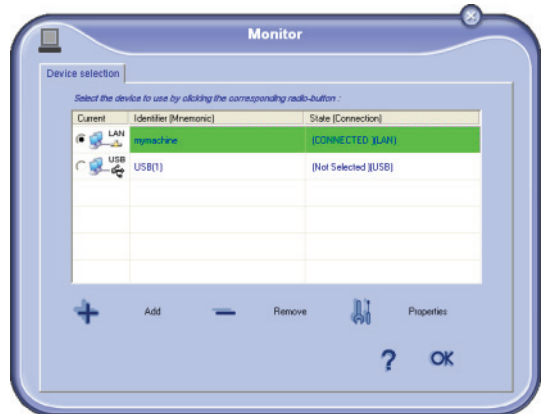 Monitor
Device selection
Select the device to use by clicking the corresponding radio-button :
Current Identifier (Mnemonic) State (Connection)
LAN mymachine (CONNECTED )(LAN)
USB USB(1) (Not Selected )(USB)
Add Remove Properties
? OK